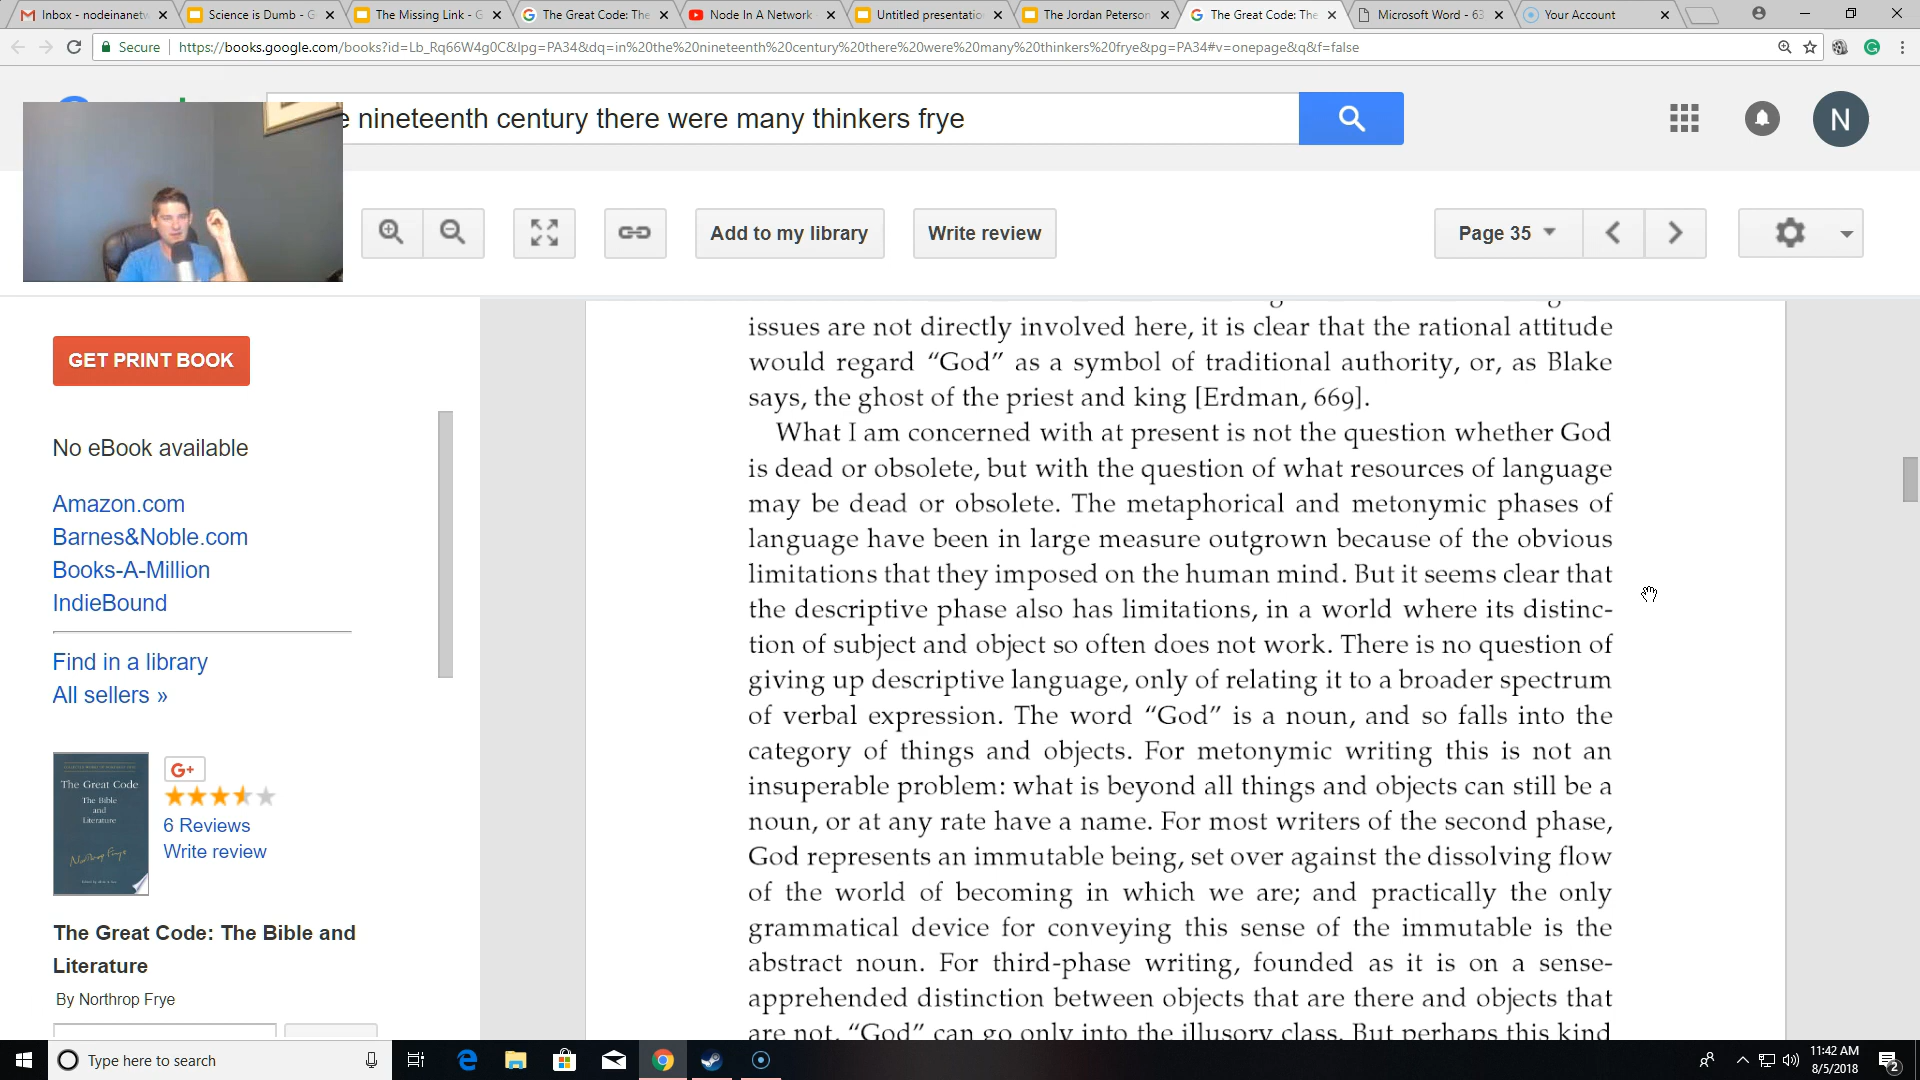 Inbox - nodeinanetw
Science is Dumb - G
The Missing Link - G
The Great Code: The
Node In A Network -
Untitled presentatio
The Jordan Peterson
The Great Code: The
Microsoft Word - 63
Your Account
Secure
https://books.google.com/books?id=Lb_Rq66W4g0C&lpg=PA34&dq=in%20the%20nineteenth%20century%20there%20were%20many%20thinkers%20frye&pg=PA34#v=onepage&q&f=false
e nineteenth century there were many thinkers frye
N
Add to my library
Write review
Page 35
GET PRINT BOOK
No eBook available
Amazon.com
Barnes&Noble.com
Books-A-Million
IndieBound
Find in a library
All sellers »
The Great Code
The Bible
and
Literature
Northrop Frye
G+
6 Reviews
Write review
The Great Code: The Bible and
Literature
By Northrop Frye
issues are not directly involved here, it is clear that the rational attitude
would regard “God” as a symbol of traditional authority, or, as Blake
says, the ghost of the priest and king [Erdman, 669].
What I am concerned with at present is not the question whether God
is dead or obsolete, but with the question of what resources of language
may be dead or obsolete. The metaphorical and metonymic phases of
language have been in large measure outgrown because of the obvious
limitations that they imposed on the human mind. But it seems clear that
the descriptive phase also has limitations, in a world where its distinc-
tion of subject and object so often does not work. There is no question of
giving up descriptive language, only of relating it to a broader spectrum
of verbal expression. The word “God” is a noun, and so falls into the
category of things and objects. For metonymic writing this is not an
insuperable problem: what is beyond all things and objects can still be a
noun, or at any rate have a name. For most writers of the second phase,
God represents an immutable being, set over against the dissolving flow
of the world of becoming in which we are; and practically the only
grammatical device for conveying this sense of the immutable is the
abstract noun. For third-phase writing, founded as it is on a sense-
apprehended distinction between objects that are there and objects that
are not, “God” can go only into the illusory class. But perhaps this kind
Type here to search
11:42 AM
8/5/2018
2